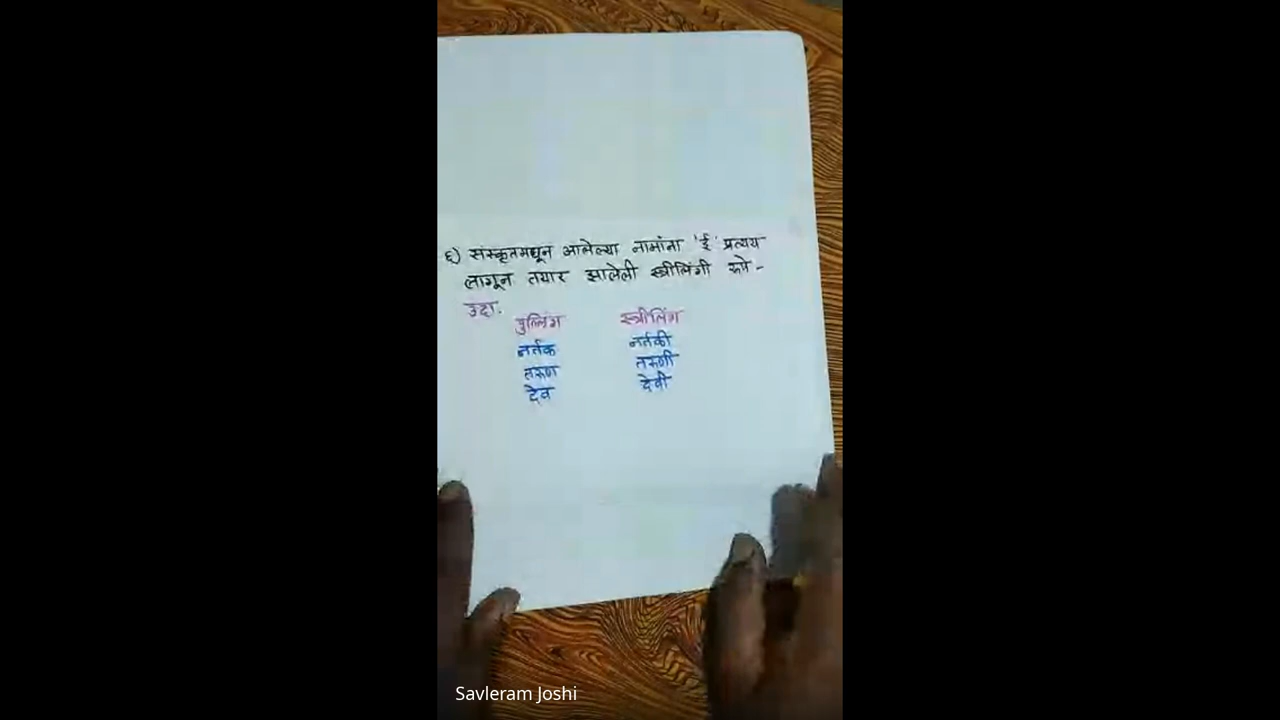 ६) संस्कृतमधून आलेल्या नामांना 'ई' प्रत्यय
लागून तयार झालेली स्त्रीलिंगी रूपे -
उदा.
पुल्लिंग स्त्रीलिंग
नर्तक नर्तकी
तरुण तरुणी
देव देवी
Savleram Joshi